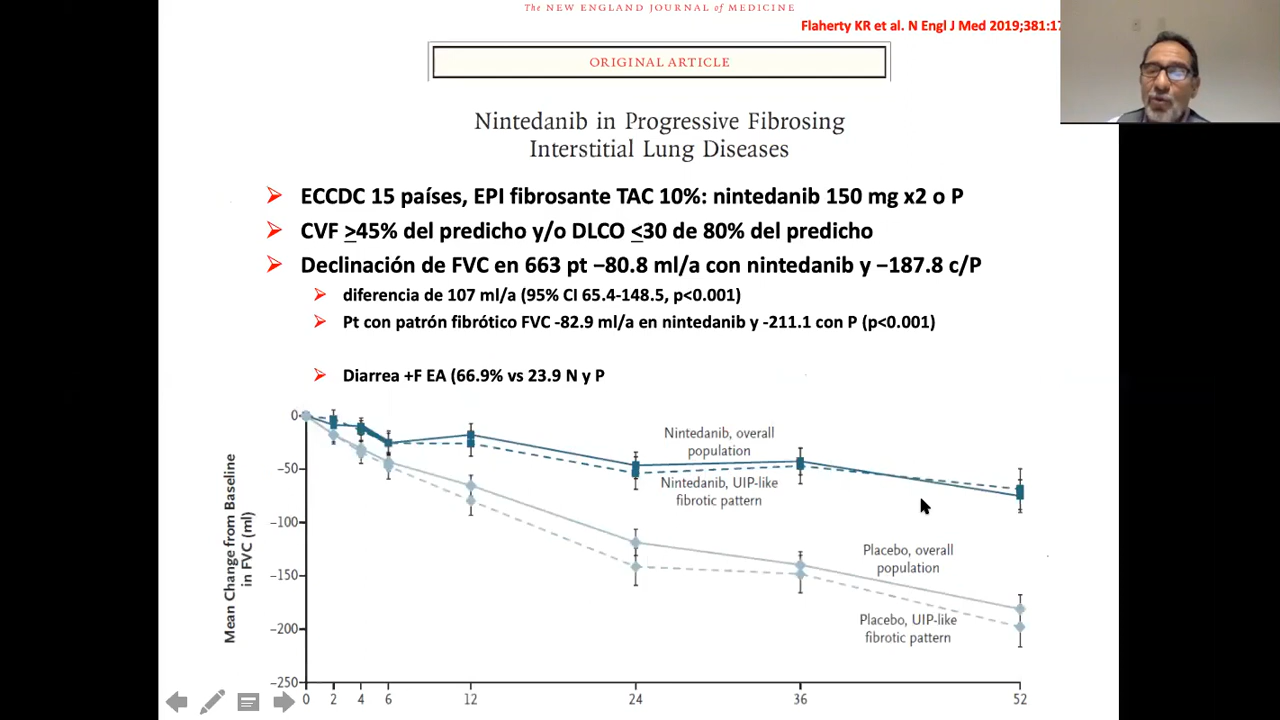 The NEW ENGLAND JOURNAL of MEDICINE
Flaherty KR et al. N Engl J Med 2019;381:17
ORIGINAL ARTICLE
Nintedanib in Progressive Fibrosing
Interstitial Lung Diseases
ECCDC 15 países, EPI fibrosante TAC 10%: nintedanib 150 mg x2 o P
CVF ≥45% del predicho y/o DLCO ≤30 de 80% del predicho
Declinación de FVC en 663 pt −80.8 ml/a con nintedanib y −187.8 c/P
diferencia de 107 ml/a (95% CI 65.4-148.5, p<0.001)
Pt con patrón fibrótico FVC -82.9 ml/a en nintedanib y -211.1 con P (p<0.001)
Diarrea +F EA (66.9% vs 23.9 N y P
Mean Change from Baseline
in FVC (ml)
0
−50
−100
−150
−200
−250
Nintedanib, overall
population
Nintedanib, UIP-like
fibrotic pattern
Placebo, overall
population
Placebo, UIP-like
fibrotic pattern
0 2 4 6 12 24 36 52